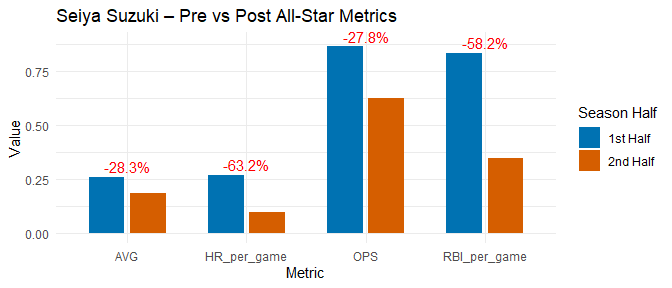 Seiya Suzuki – Pre vs Post All-Star Metrics
-27.8%
-58.2%
-28.3%
-63.2%
0.75
0.50
0.25
0.00
Value
AVG
HR_per_game
OPS
RBI_per_game
Metric
Season Half
1st Half
2nd Half